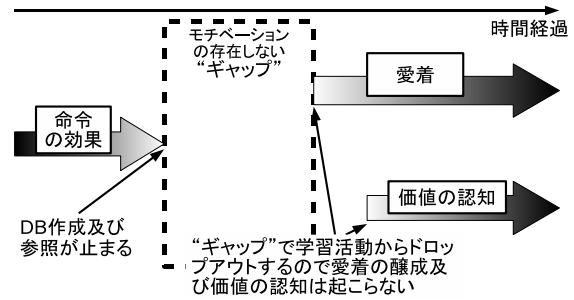 時間経過
モチベーション
の存在しない
“ギャップ”
愛着
命令
の効果
価値の認知
DB作成及び
参照が止まる
“ギャップ”で学習活動からドロッ
プアウトするので愛着の醸成及
び価値の認知は起こらない